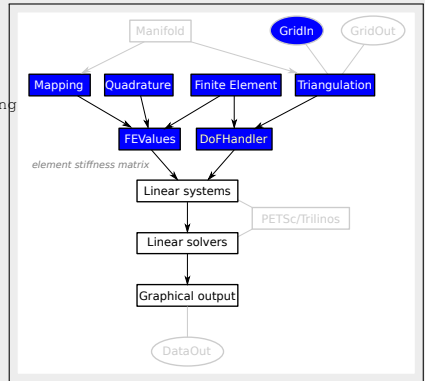 Manifold
GridIn
GridOut
Mapping
Quadrature
Finite Element
Triangulation
ng
FEValues
DoFHandler
element stiffness matrix
Linear systems
PETSc/Trilinos
Linear solvers
Graphical output
DataOut